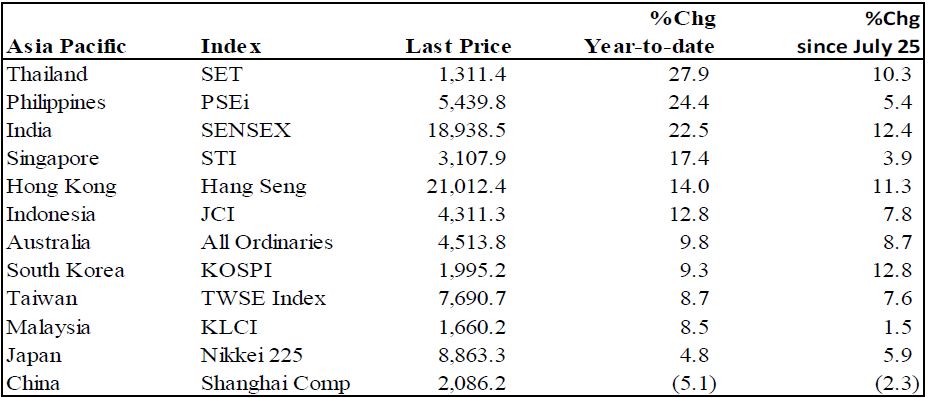 %Chg %Chg
Asia Pacific Index Last Price Year-to-date since July 25
Thailand SET 1,311.4 27.9 10.3
Philippines PSEi 5,439.8 24.4 5.4
India SENSEX 18,938.5 22.5 12.4
Singapore STI 3,107.9 17.4 3.9
Hong Kong Hang Seng 21,012.4 14.0 11.3
Indonesia JCI 4,311.3 12.8 7.8
Australia All Ordinaries 4,513.8 9.8 8.7
South Korea KOSPI 1,995.2 9.3 12.8
Taiwan TWSE Index 7,690.7 8.7 7.6
Malaysia KLCI 1,660.2 8.5 1.5
Japan Nikkei 225 8,863.3 4.8 5.9
China Shanghai Comp 2,086.2 (5.1) (2.3)